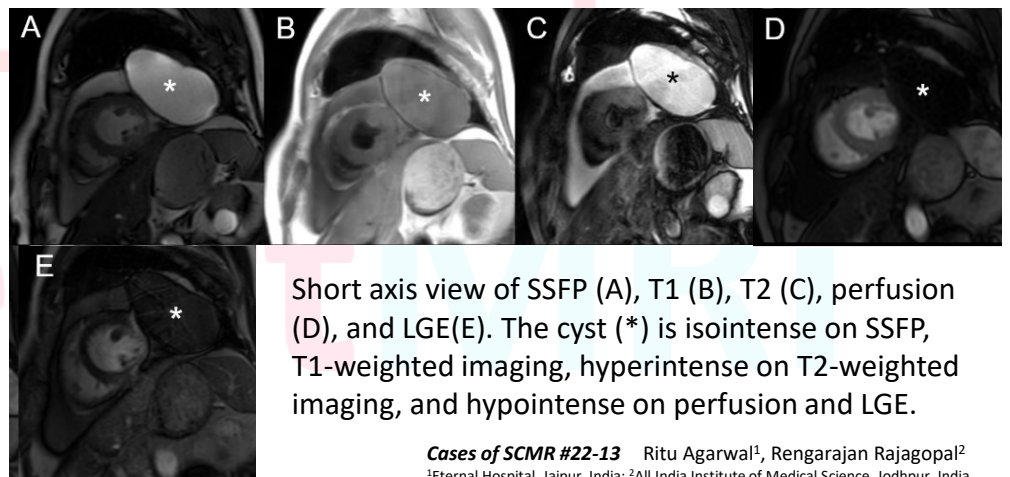 A
B
C
D
*
*
*
*
E
*
Short axis view of SSFP (A), T1 (B), T2 (C), perfusion
(D), and LGE(E). The cyst (*) is isointense on SSFP,
T1-weighted imaging, hyperintense on T2-weighted
imaging, and hypointense on perfusion and LGE.
Cases of SCMR #22-13 Ritu Agarwal¹, Rengarajan Rajagopal²
¹Eternal Hospital, Jaipur, India; ²All India Institute of Medical Science, Jodhpur, India